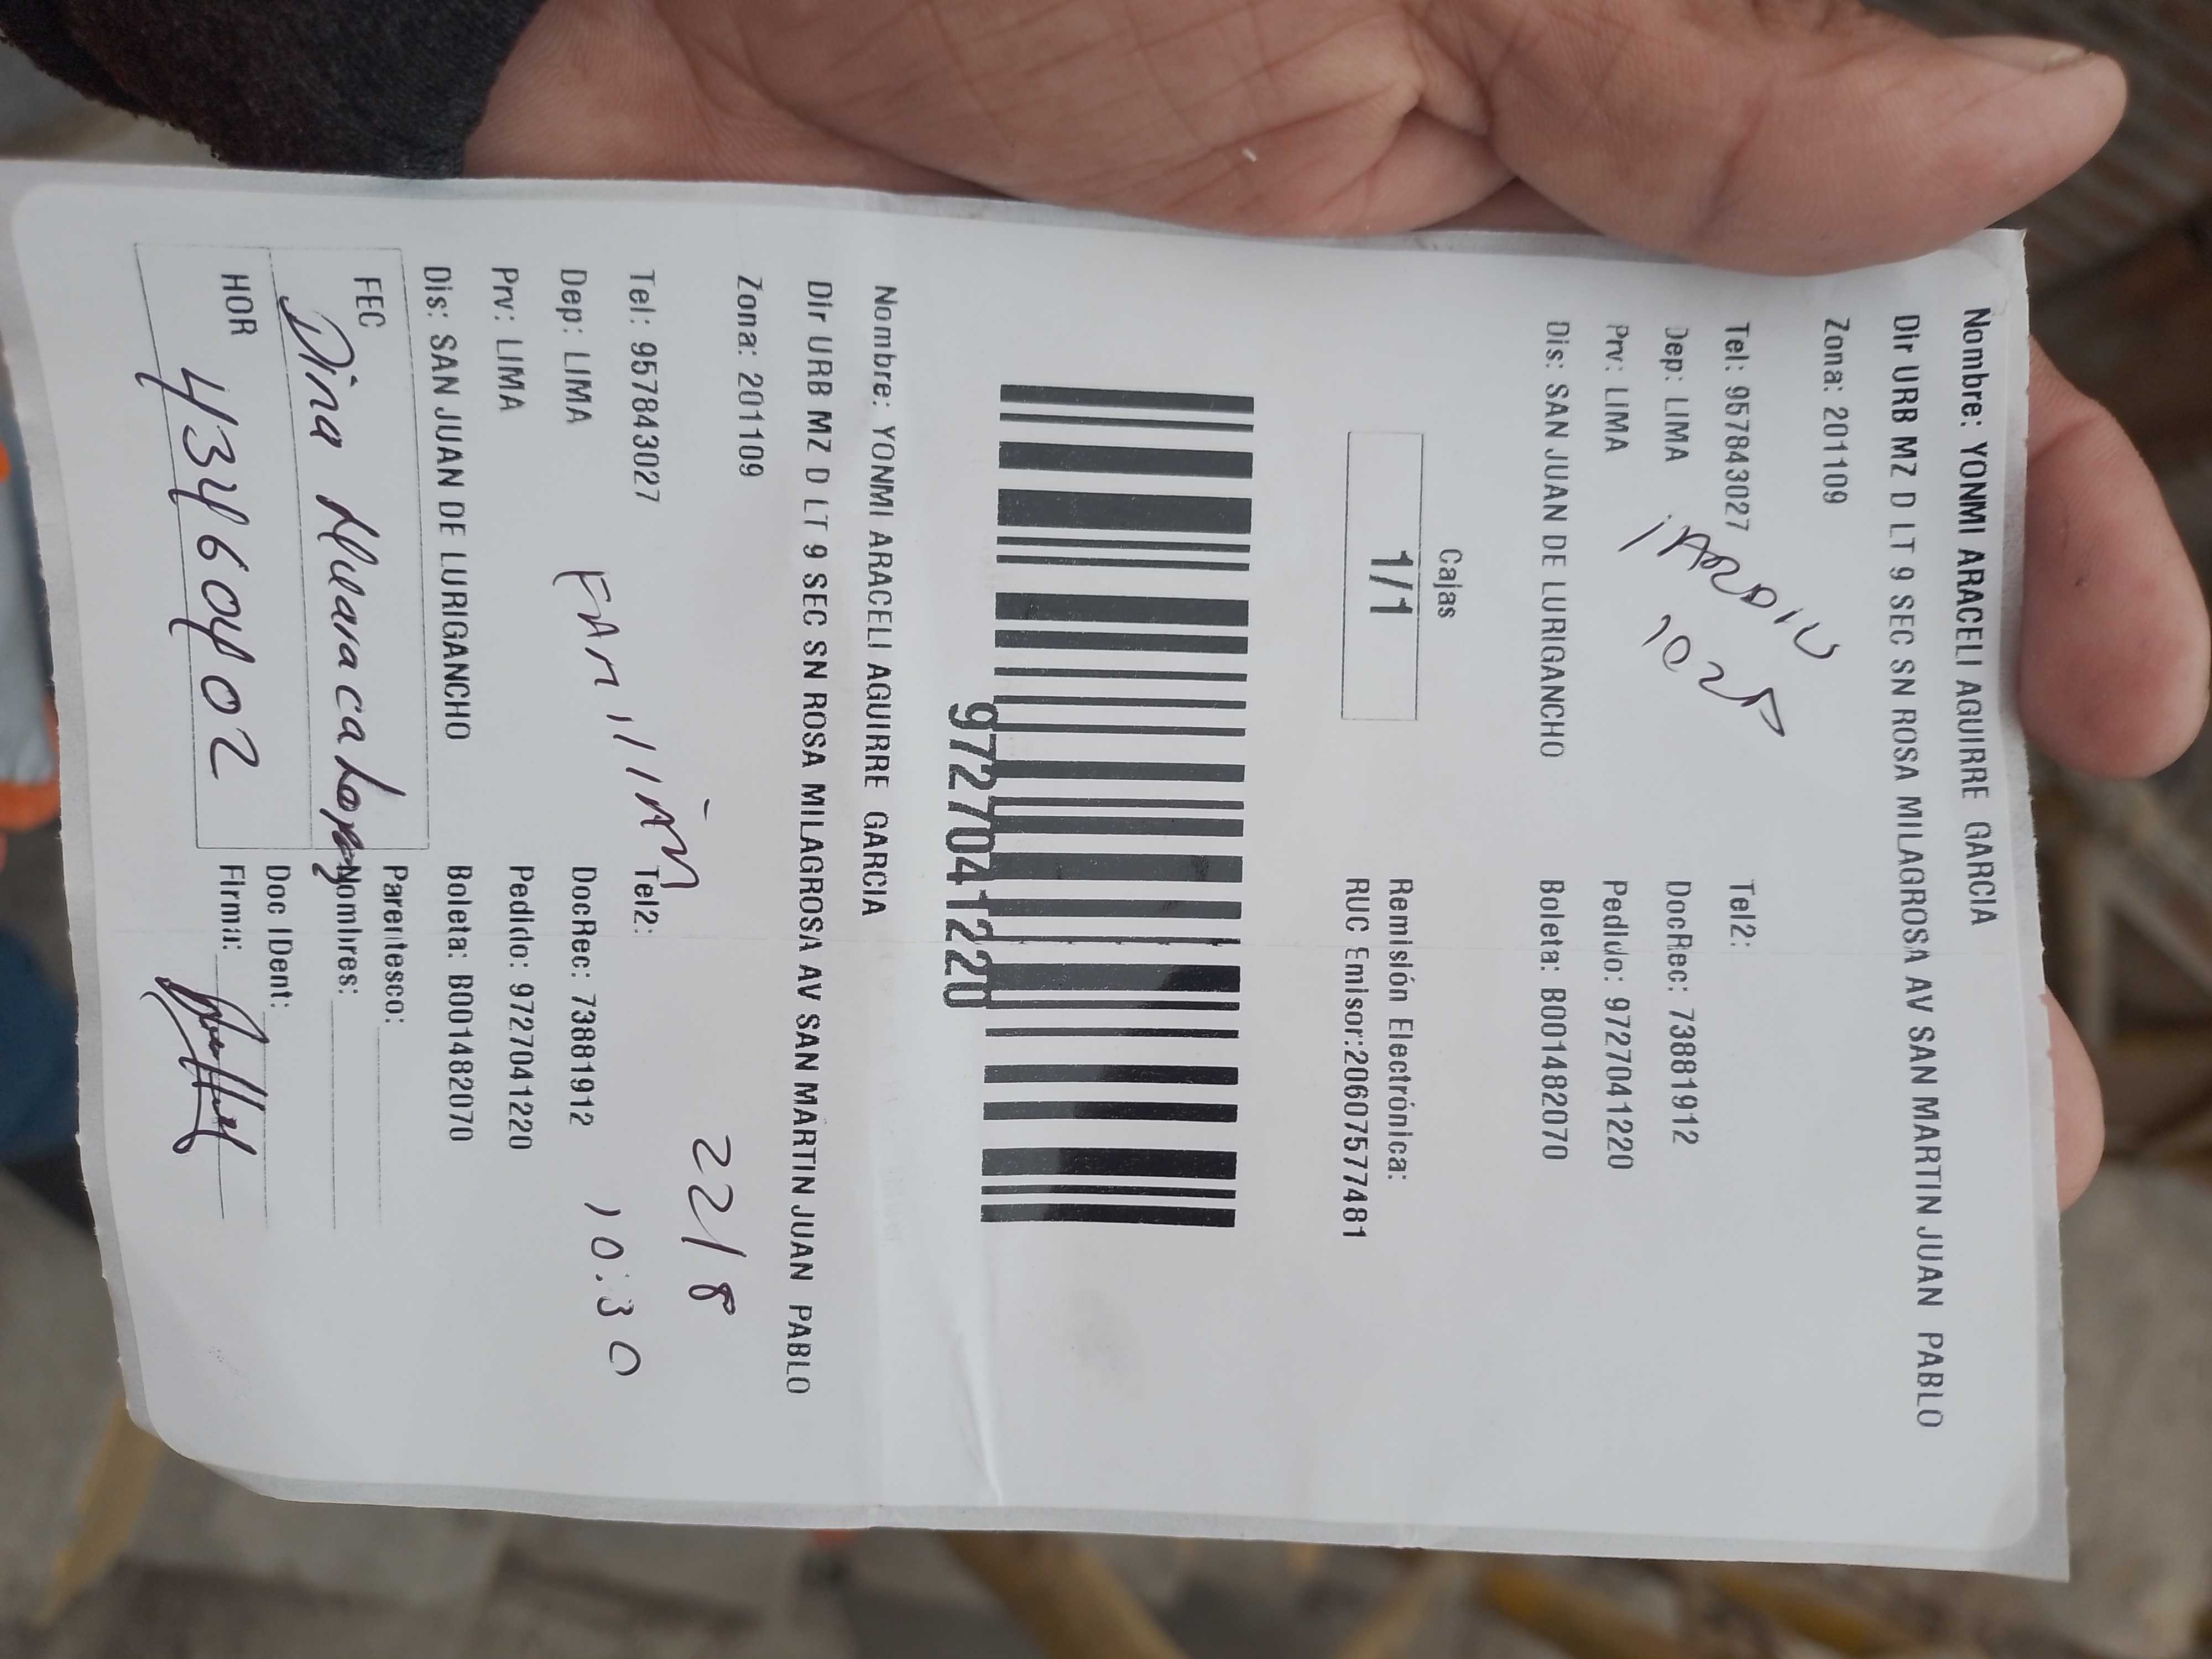 Nombre: YONMI ARACELI AGUIRRE GARCIA
Dir URB MZ D LT 9 SEC SN ROSA MILAGROSA AV SAN MARTIN JUAN PABLO
Zona: 201109
Tel: 957843027 Tel2:
Dep: LIMA DocRec: 73881912
Prv: LIMA Pedido: 9727041220
Dis: SAN JUAN DE LURIGANCHO Boleta: B001482070
Cajas
1/1
Remisión Electrónica:
RUC Emisor:20607577481
9727041220
Nombre: YONMI ARACELI AGUIRRE GARCIA
Dir URB MZ D LT 9 SEC SN ROSA MILAGROSA AV SAN MARTIN JUAN PABLO
Zona: 201109
22/8
Tel: 957843027 Tel2:
10:30
Dep: LIMA DocRec: 73881912
Prv: LIMA Pedido: 9727041220
Dis: SAN JUAN DE LURIGANCHO Boleta: B001482070
FEC Parentesco:
Dina Huanaca Lopez Nombres:
HOR Doc IDent:
43460402 Firma: